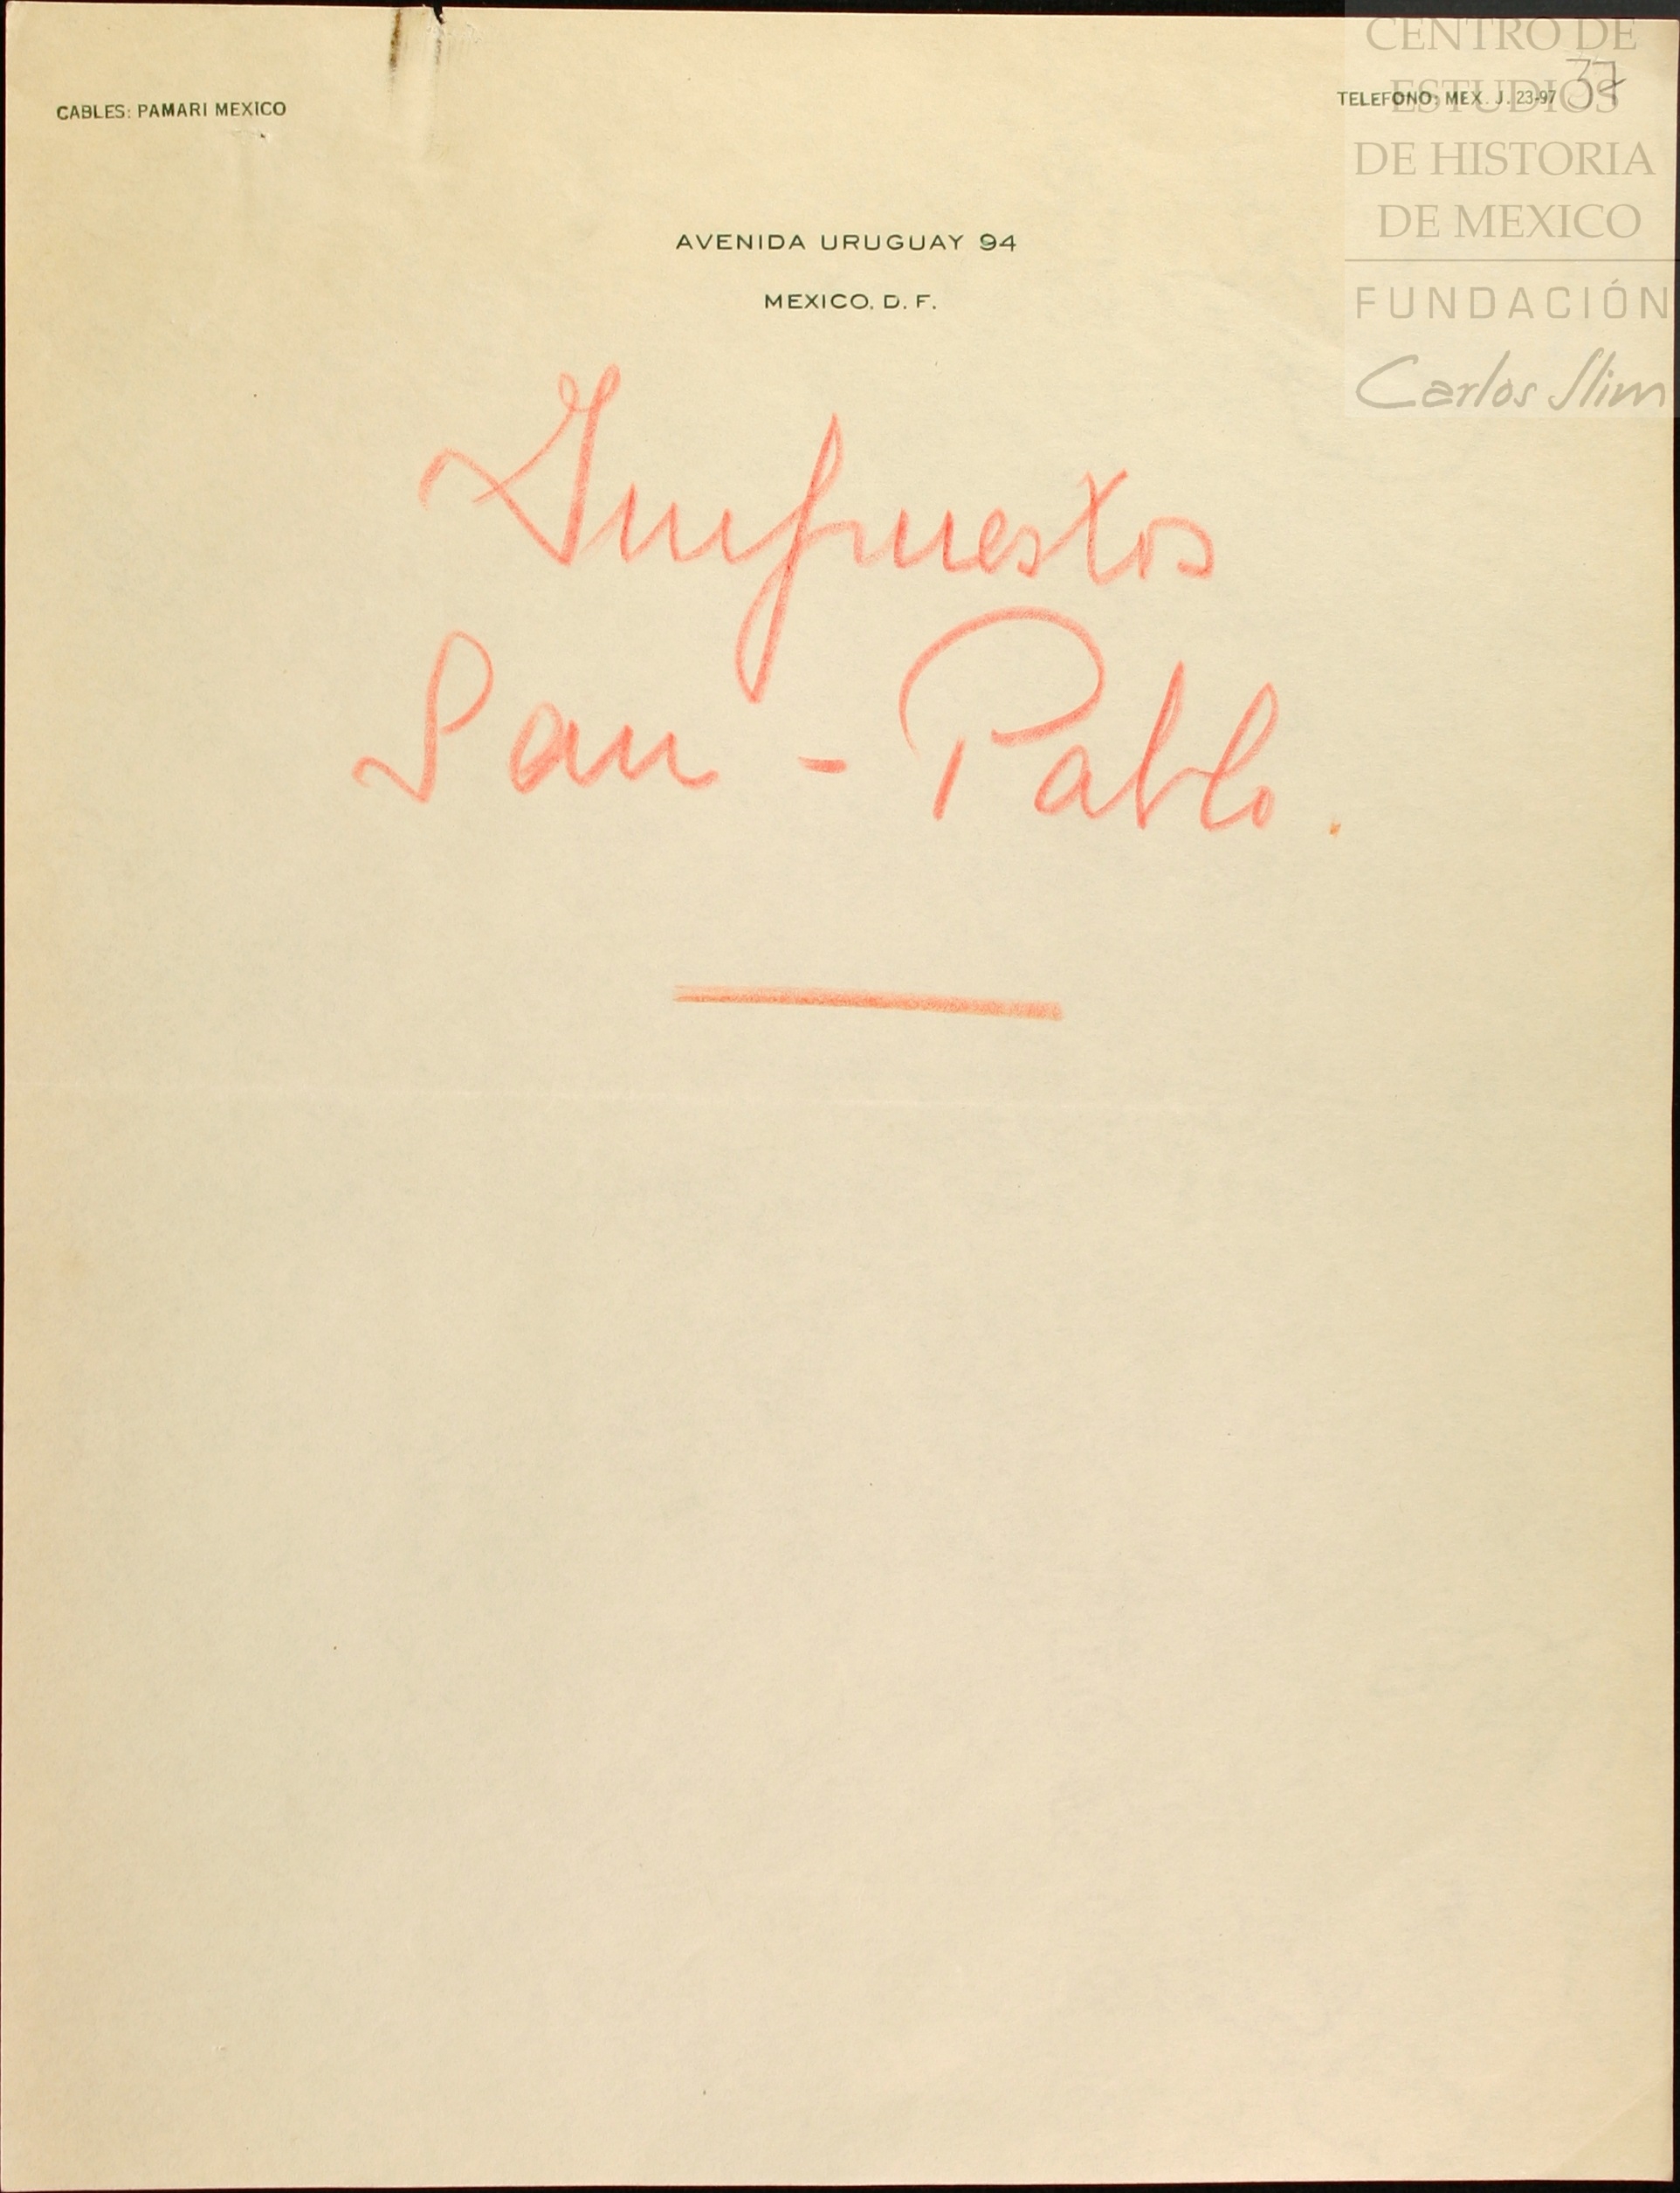 CABLES: PAMARI MEXICO
TELEFONO: MEX. J. 23-97
37
CENTRO DE
ESTUDIOS
DE HISTORIA
DE MEXICO
FUNDACIÓN
Carlos Slim
AVENIDA URUGUAY 94
MEXICO, D. F.
Impuestos
San - Pablo.